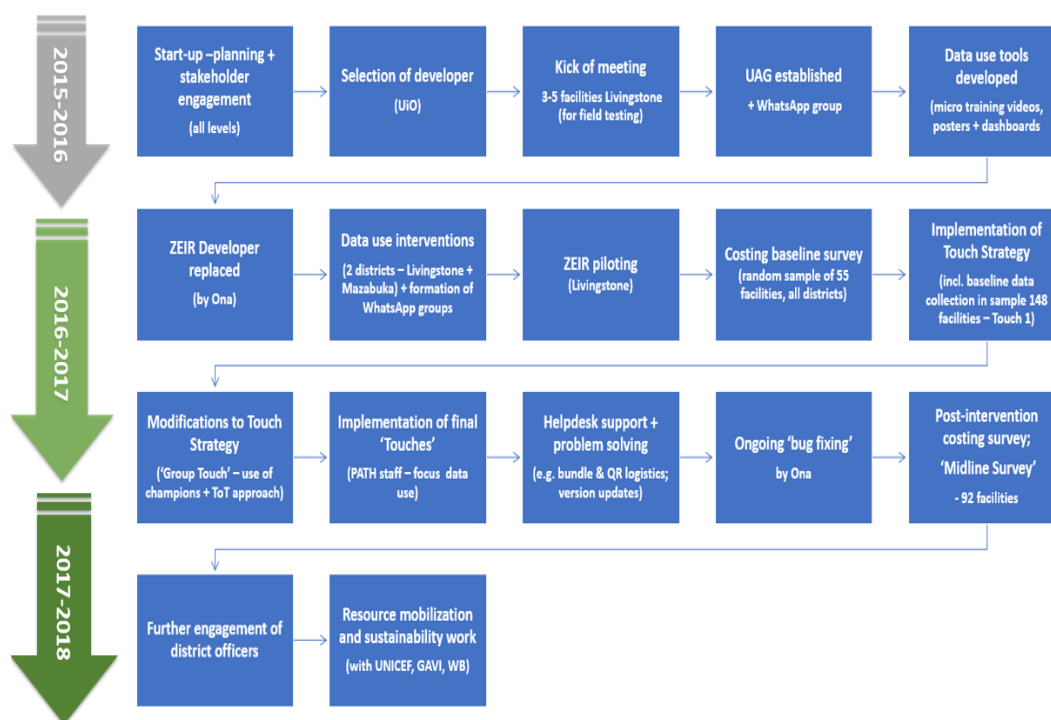 2015-2016
Start-up –planning +
stakeholder
engagement
(all levels)
Selection of developer
(UiO)
Kick of meeting
3-5 facilities Livingstone
(for field testing)
UAG established
+ WhatsApp group
Data use tools
developed
(micro training videos,
posters + dashboards
2016-2017
ZEIR Developer
replaced
(by Ona)
Data use interventions
(2 districts – Livingstone +
Mazabuka) + formation of
WhatsApp groups
ZEIR piloting
(Livingstone)
Costing baseline survey
(random sample of 55
facilities, all districts)
Implementation of
Touch Strategy
(incl. baseline data
collection in sample 148
facilities – Touch 1)
Modifications to Touch
Strategy
('Group Touch' – use of
champions + ToT approach)
Implementation of final
'Touches'
(PATH staff – focus data
use)
Helpdesk support +
problem solving
(e.g. bundle & QR logistics;
version updates)
Ongoing 'bug fixing'
by Ona
Post-intervention
costing survey;
'Midline Survey'
- 92 facilities
2017-2018
Further engagement of
district officers
Resource mobilization
and sustainability work
(with UNICEF, GAVI, WB)